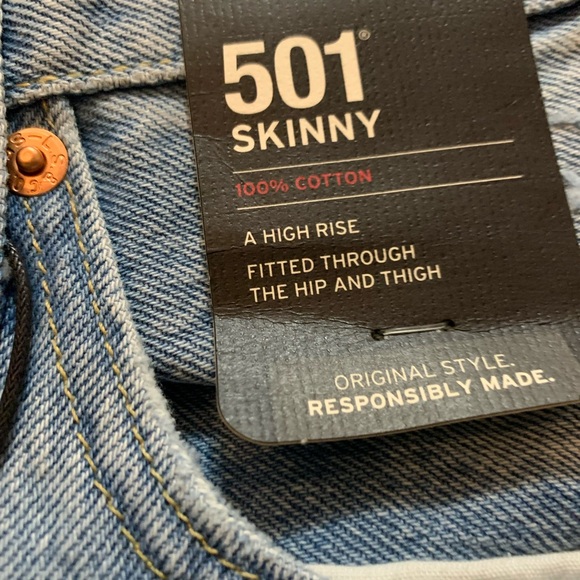 501®
SKINNY
100% COTTON
A HIGH RISE
FITTED THROUGH
THE HIP AND THIGH
ORIGINAL STYLE.
RESPONSIBLY MADE.